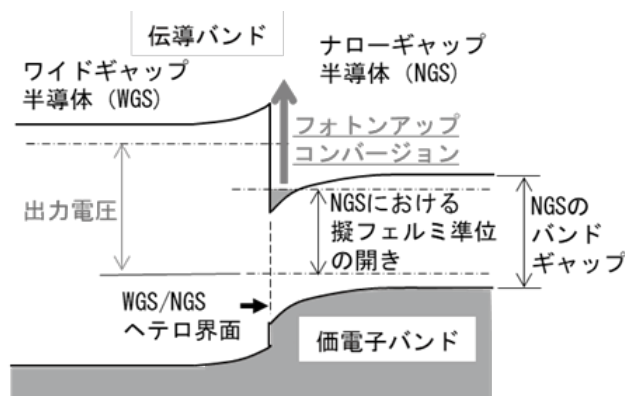 伝導バンド
ワイドギャップ
半導体（WGS）
ナローギャップ
半導体（NGS）
フォトンアップ
コンバージョン
出力電圧
NGSにおける
擬フェルミ準位
の開き
NGSの
バンド
ギャップ
WGS/NGS
ヘテロ界面
価電子バンド